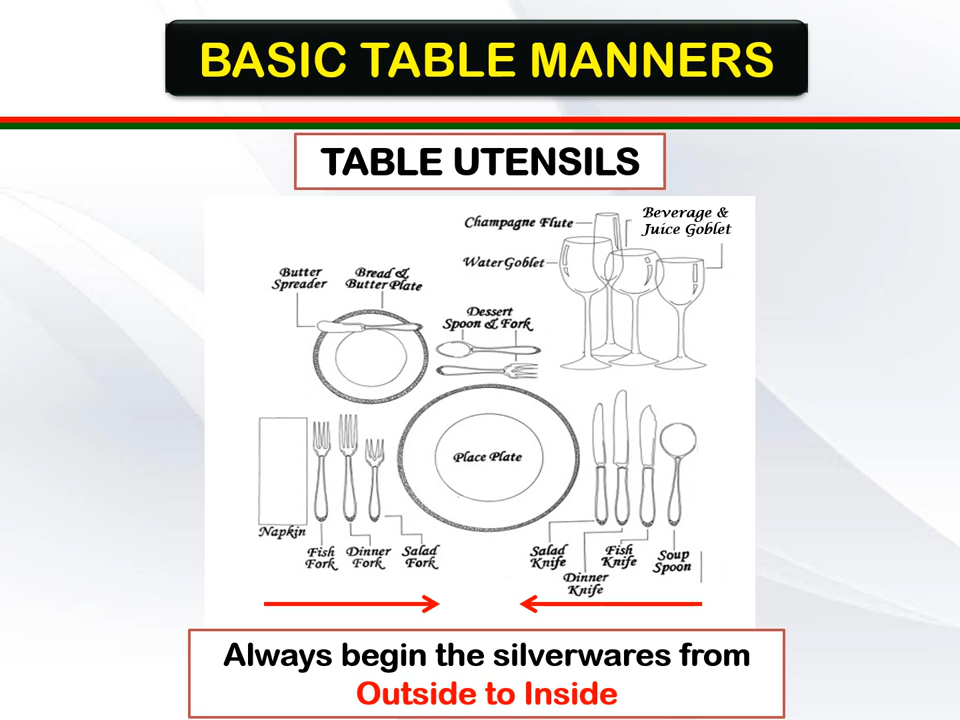 BASIC TABLE MANNERS
TABLE UTENSILS
Champagne Flute
Beverage &
Juice Goblet
Water Goblet
Butter
Spreader
Bread &
Butter Plate
Dessert
Spoon & Fork
Place Plate
Napkin
Fish
Fork
Dinner
Fork
Salad
Fork
Salad
Knife
Dinner
Knife
Fish
Knife
Soup
Spoon
Always begin the silverwares from
Outside to Inside